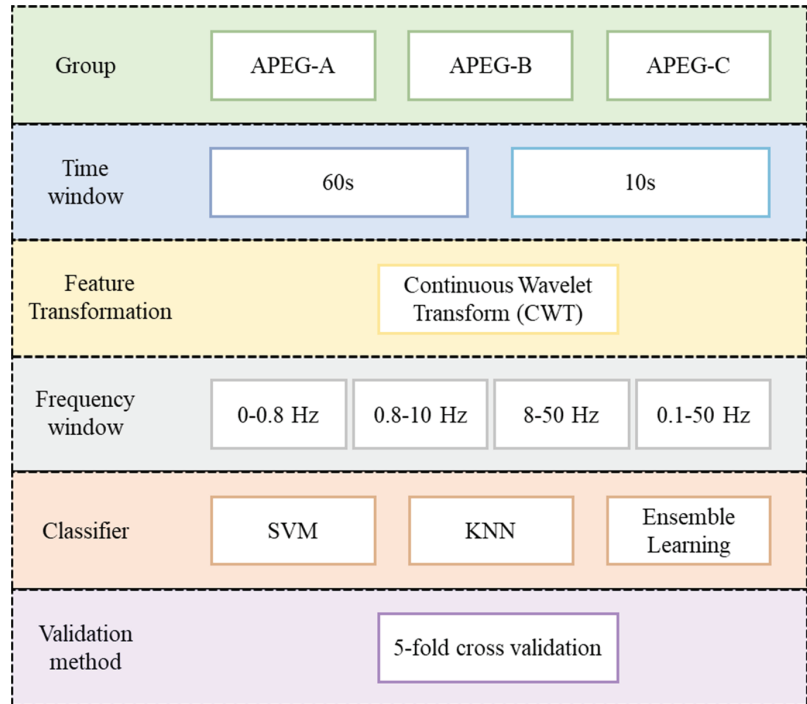 Group
APEG-A
APEG-B
APEG-C
Time
window
60s
10s
Feature
Transformation
Continuous Wavelet
Transform (CWT)
Frequency
window
0-0.8 Hz
0.8-10 Hz
8-50 Hz
0.1-50 Hz
Classifier
SVM
KNN
Ensemble
Learning
Validation
method
5-fold cross validation